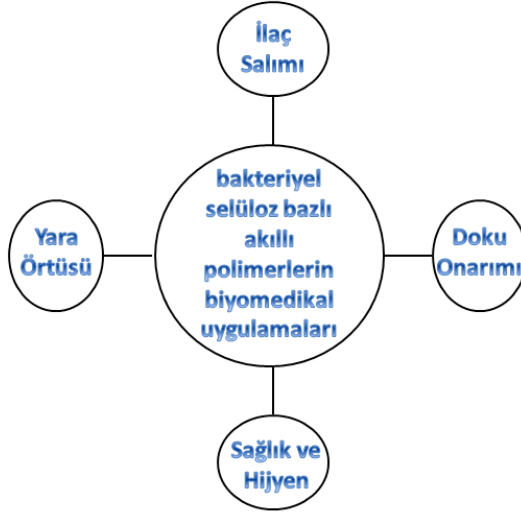 İlaç
Salımı
bakteriyel
selüloz bazlı
akıllı
polimerlerin
biyomedikal
uygulamaları
Yara
Örtüsü
Doku
Onarımı
Sağlık ve
Hijyen